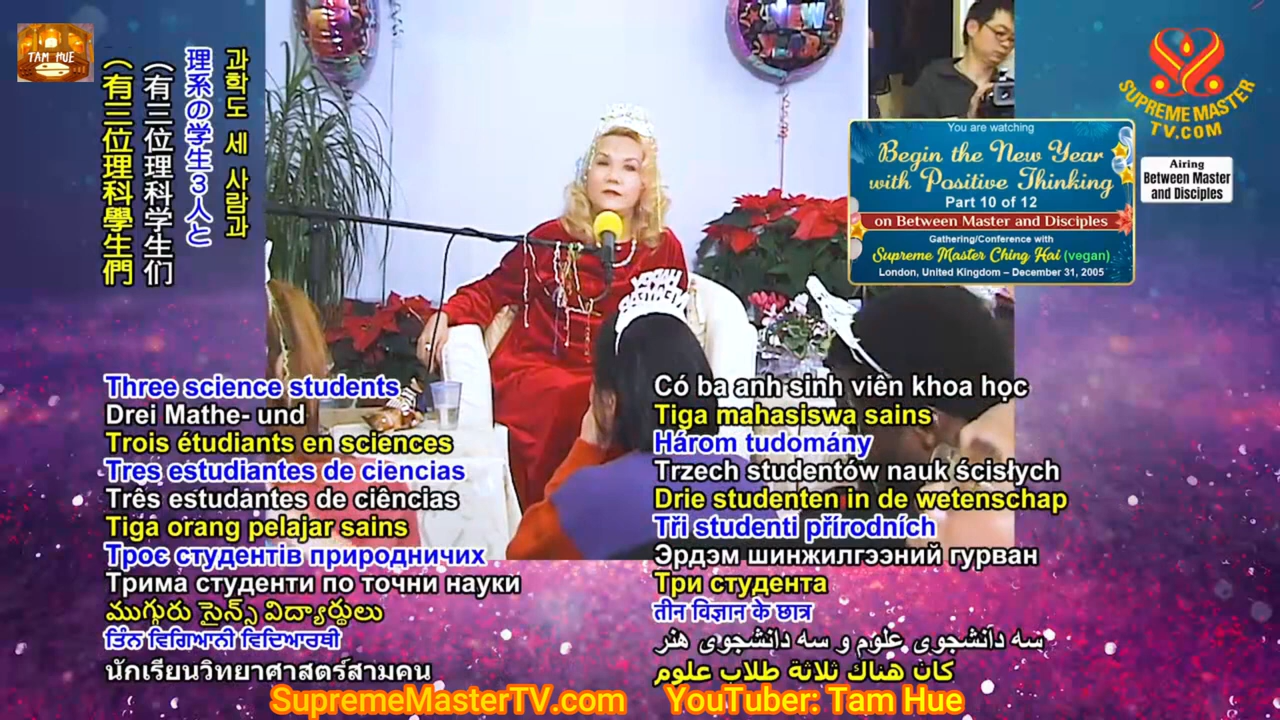 TAM HUE
과학도 세 사람과
理系の学生３人と
（有三位理科学生们
（有三位理科學生們
NEW
SUPREME MASTER
TV.COM
You are watching
Begin the New Year
with Positive Thinking
Part 10 of 12
on Between Master and Disciples
Gathering/Conference with
Supreme Master Ching Hai (vegan)
London, United Kingdom – December 31, 2005
Airing
Between Master
and Disciples
HAPPY
NEW YEAR
Three science students
Drei Mathe- und
Trois étudiants en sciences
Tres estudiantes de ciencias
Três estudantes de ciências
Tiga orang pelajar sains
Троє студентів природничих
Трима студенти по точни науки
ముగ్గురు సైన్స్ విద్యార్థులు
ਤਿੰਨ ਵਿਗਿਆਨੀ ਵਿਦਿਆਰਥੀ
นักเรียนวิทยาศาสตร์สามคน
Có ba anh sinh viên khoa học
Tiga mahasiswa sains
Három tudomány
Trzech studentów nauk ścisłych
Drie studenten in de wetenschap
Tři studenti přírodních
Эрдэм шинжилгээний гурван
Три студента
तीन विज्ञान के छात्र
سه دانشجوی علوم و سه دانشجوی هنر
كان هناك ثلاثة طلاب علوم
SupremeMasterTV.com
YouTuber: Tam Hue